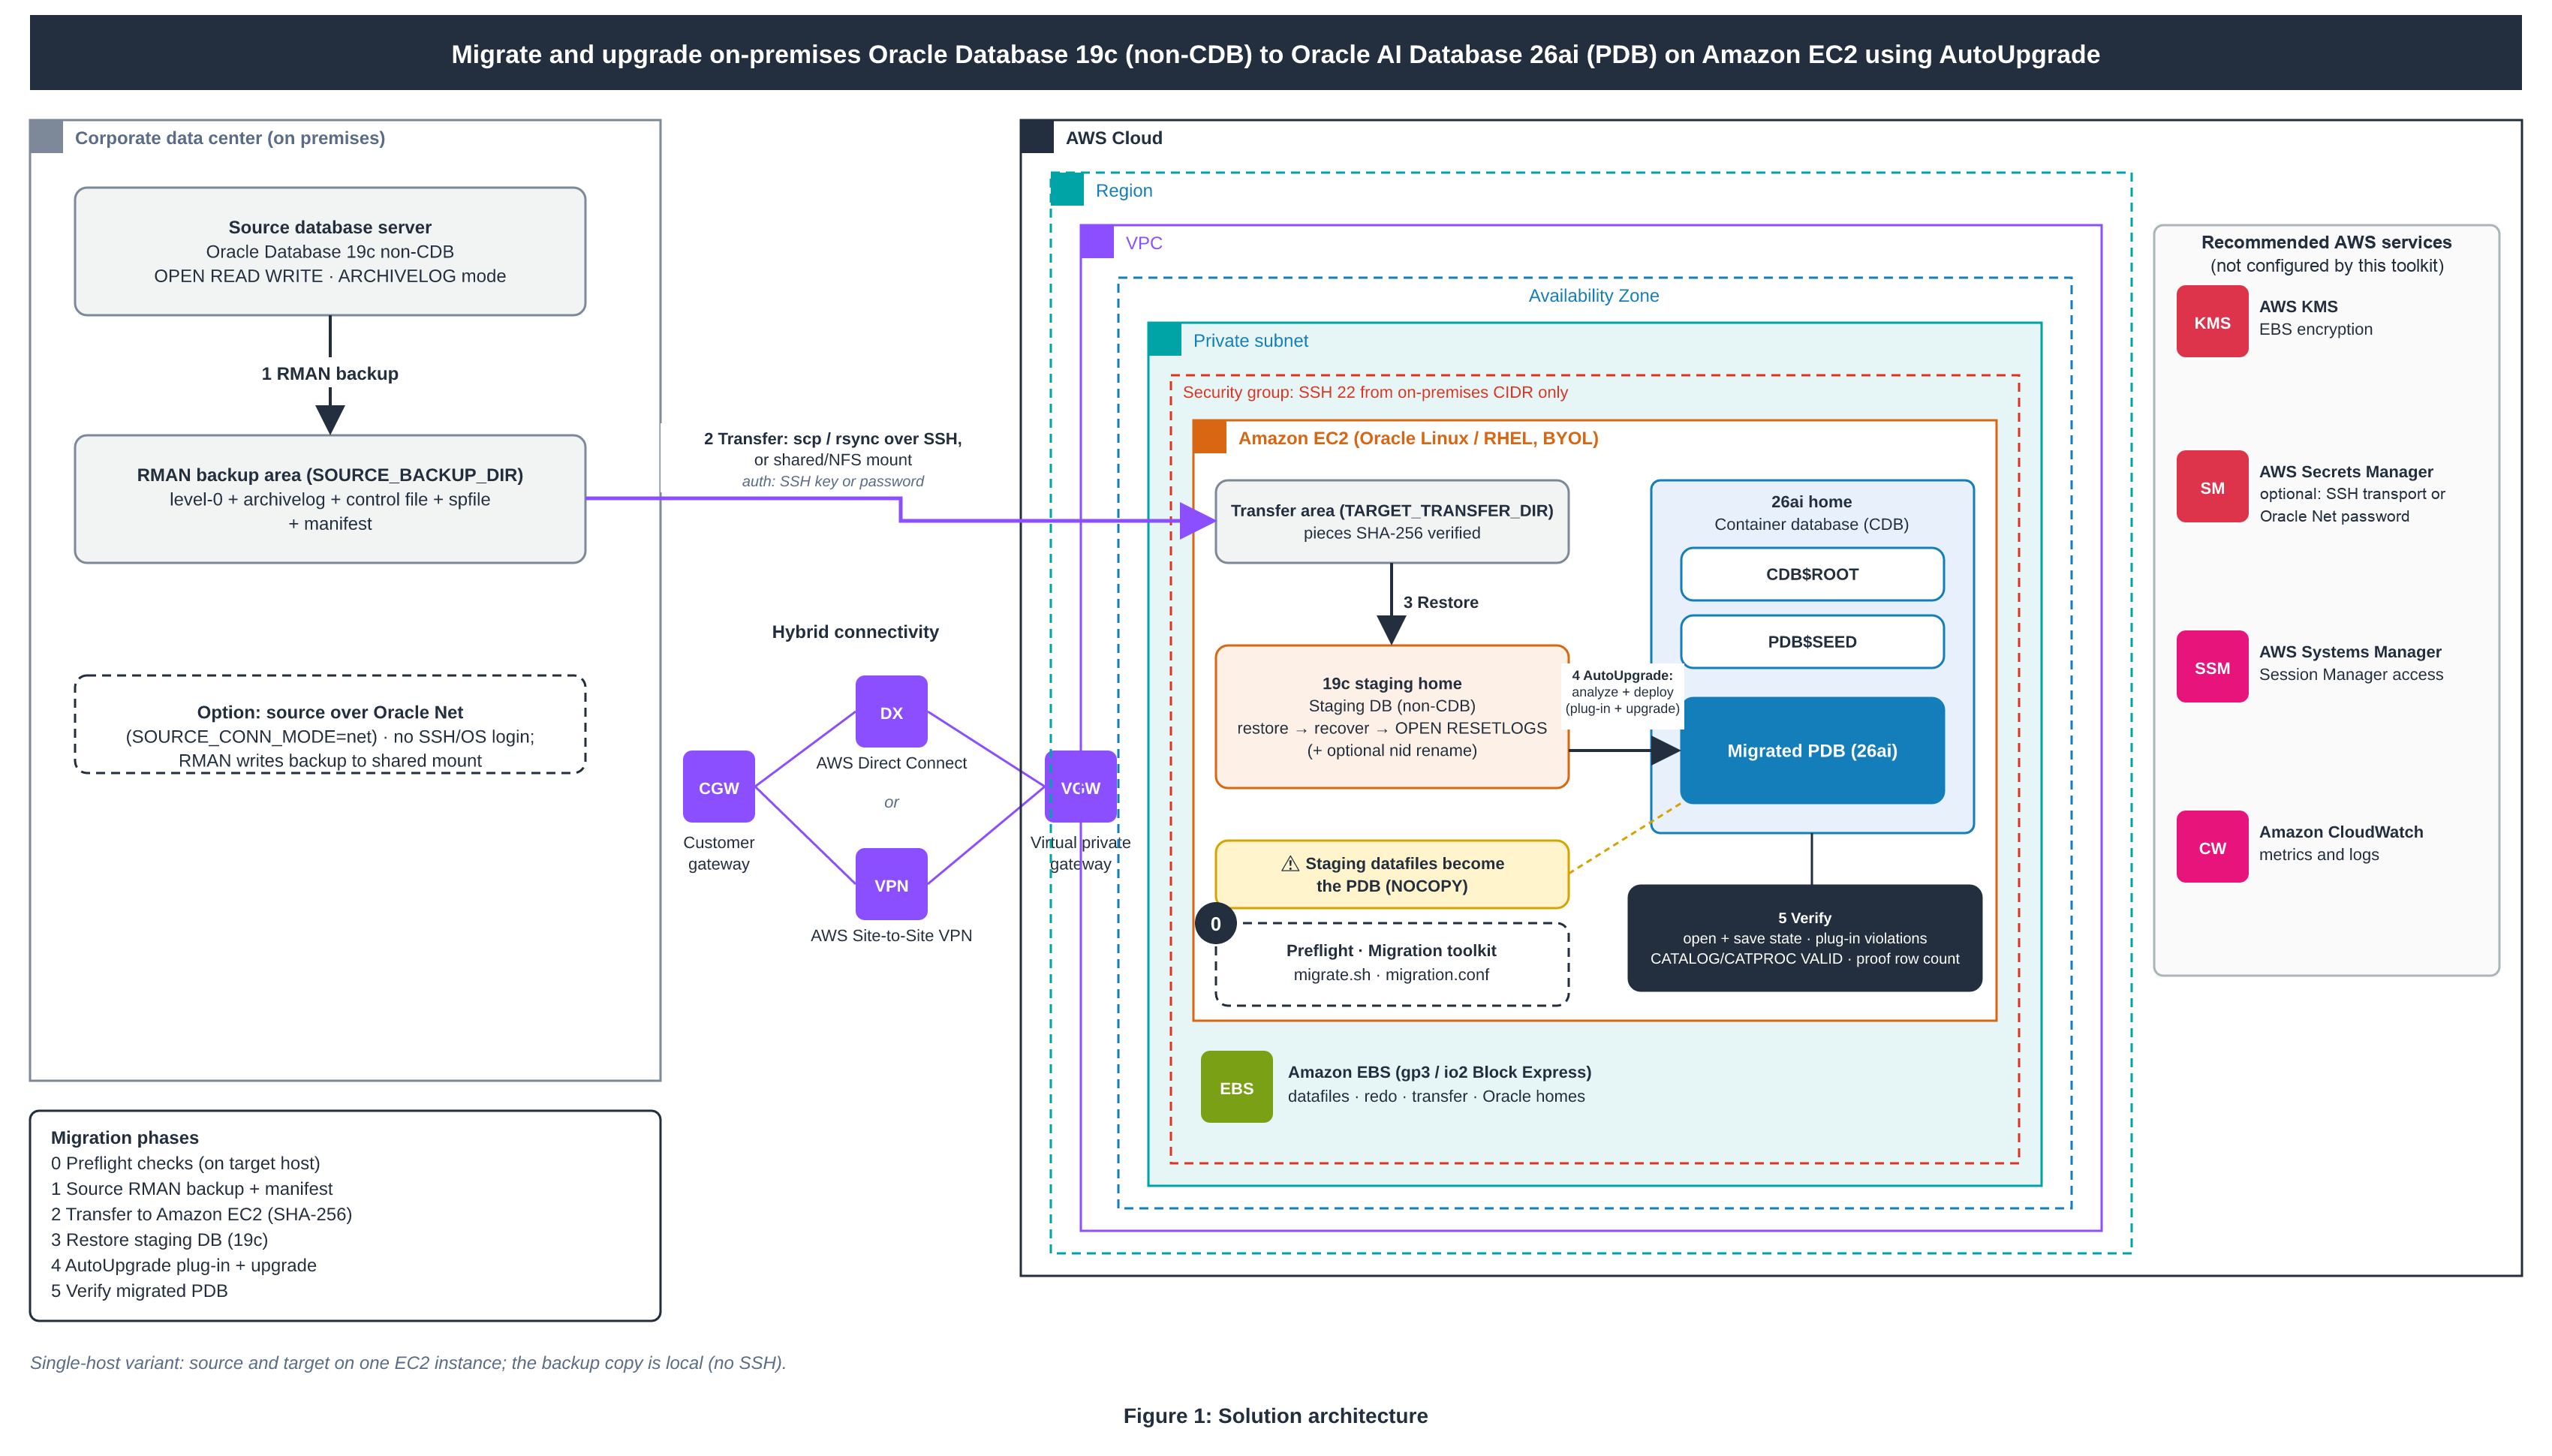 Migrate and upgrade on-premises Oracle Database 19c (non-CDB) to Oracle AI Database 26ai (PDB) on Amazon EC2 using AutoUpgrade
Corporate data center (on premises)
Source database server
Oracle Database 19c non-CDB
OPEN READ WRITE · ARCHIVELOG mode
1 RMAN backup
RMAN backup area (SOURCE_BACKUP_DIR)
level-0 + archivelog + control file + spfile
+ manifest
Option: source over Oracle Net
(SOURCE_CONN_MODE=net) · no SSH/OS login;
RMAN writes backup to shared mount
2 Transfer: scp / rsync over SSH,
or shared/NFS mount
auth: SSH key or password
Hybrid connectivity
DX
AWS Direct Connect
or
CGW
Customer
gateway
VPN
AWS Site-to-Site VPN
VGW
Virtual private
gateway
AWS Cloud
Region
VPC
Availability Zone
Private subnet
Security group: SSH 22 from on-premises CIDR only
Amazon EC2 (Oracle Linux / RHEL, BYOL)
Transfer area (TARGET_TRANSFER_DIR)
pieces SHA-256 verified
3 Restore
19c staging home
Staging DB (non-CDB)
restore → recover → OPEN RESETLOGS
(+ optional nid rename)
4 AutoUpgrade:
analyze + deploy
(plug-in + upgrade)
26ai home
Container database (CDB)
CDB$ROOT
PDB$SEED
Migrated PDB (26ai)
⚠ Staging datafiles become
the PDB (NOCOPY)
0
Preflight · Migration toolkit
migrate.sh · migration.conf
5 Verify
open + save state · plug-in violations
CATALOG/CATPROC VALID · proof row count
EBS
Amazon EBS (gp3 / io2 Block Express)
datafiles · redo · transfer · Oracle homes
Recommended AWS services
(not configured by this toolkit)
KMS
AWS KMS
EBS encryption
SM
AWS Secrets Manager
optional: SSH transport or
Oracle Net password
SSM
AWS Systems Manager
Session Manager access
CW
Amazon CloudWatch
metrics and logs
Migration phases
0 Preflight checks (on target host)
1 Source RMAN backup + manifest
2 Transfer to Amazon EC2 (SHA-256)
3 Restore staging DB (19c)
4 AutoUpgrade plug-in + upgrade
5 Verify migrated PDB
Single-host variant: source and target on one EC2 instance; the backup copy is local (no SSH).
Figure 1: Solution architecture